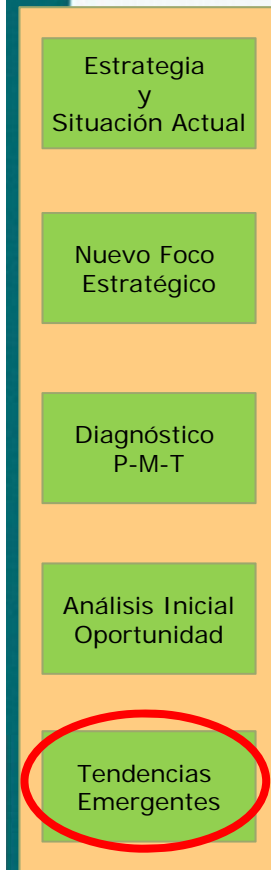 Estrategia
y
Situación Actual
Nuevo Foco
Estratégico
Diagnóstico
P-M-T
Análisis Inicial
Oportunidad
Tendencias
Emergentes